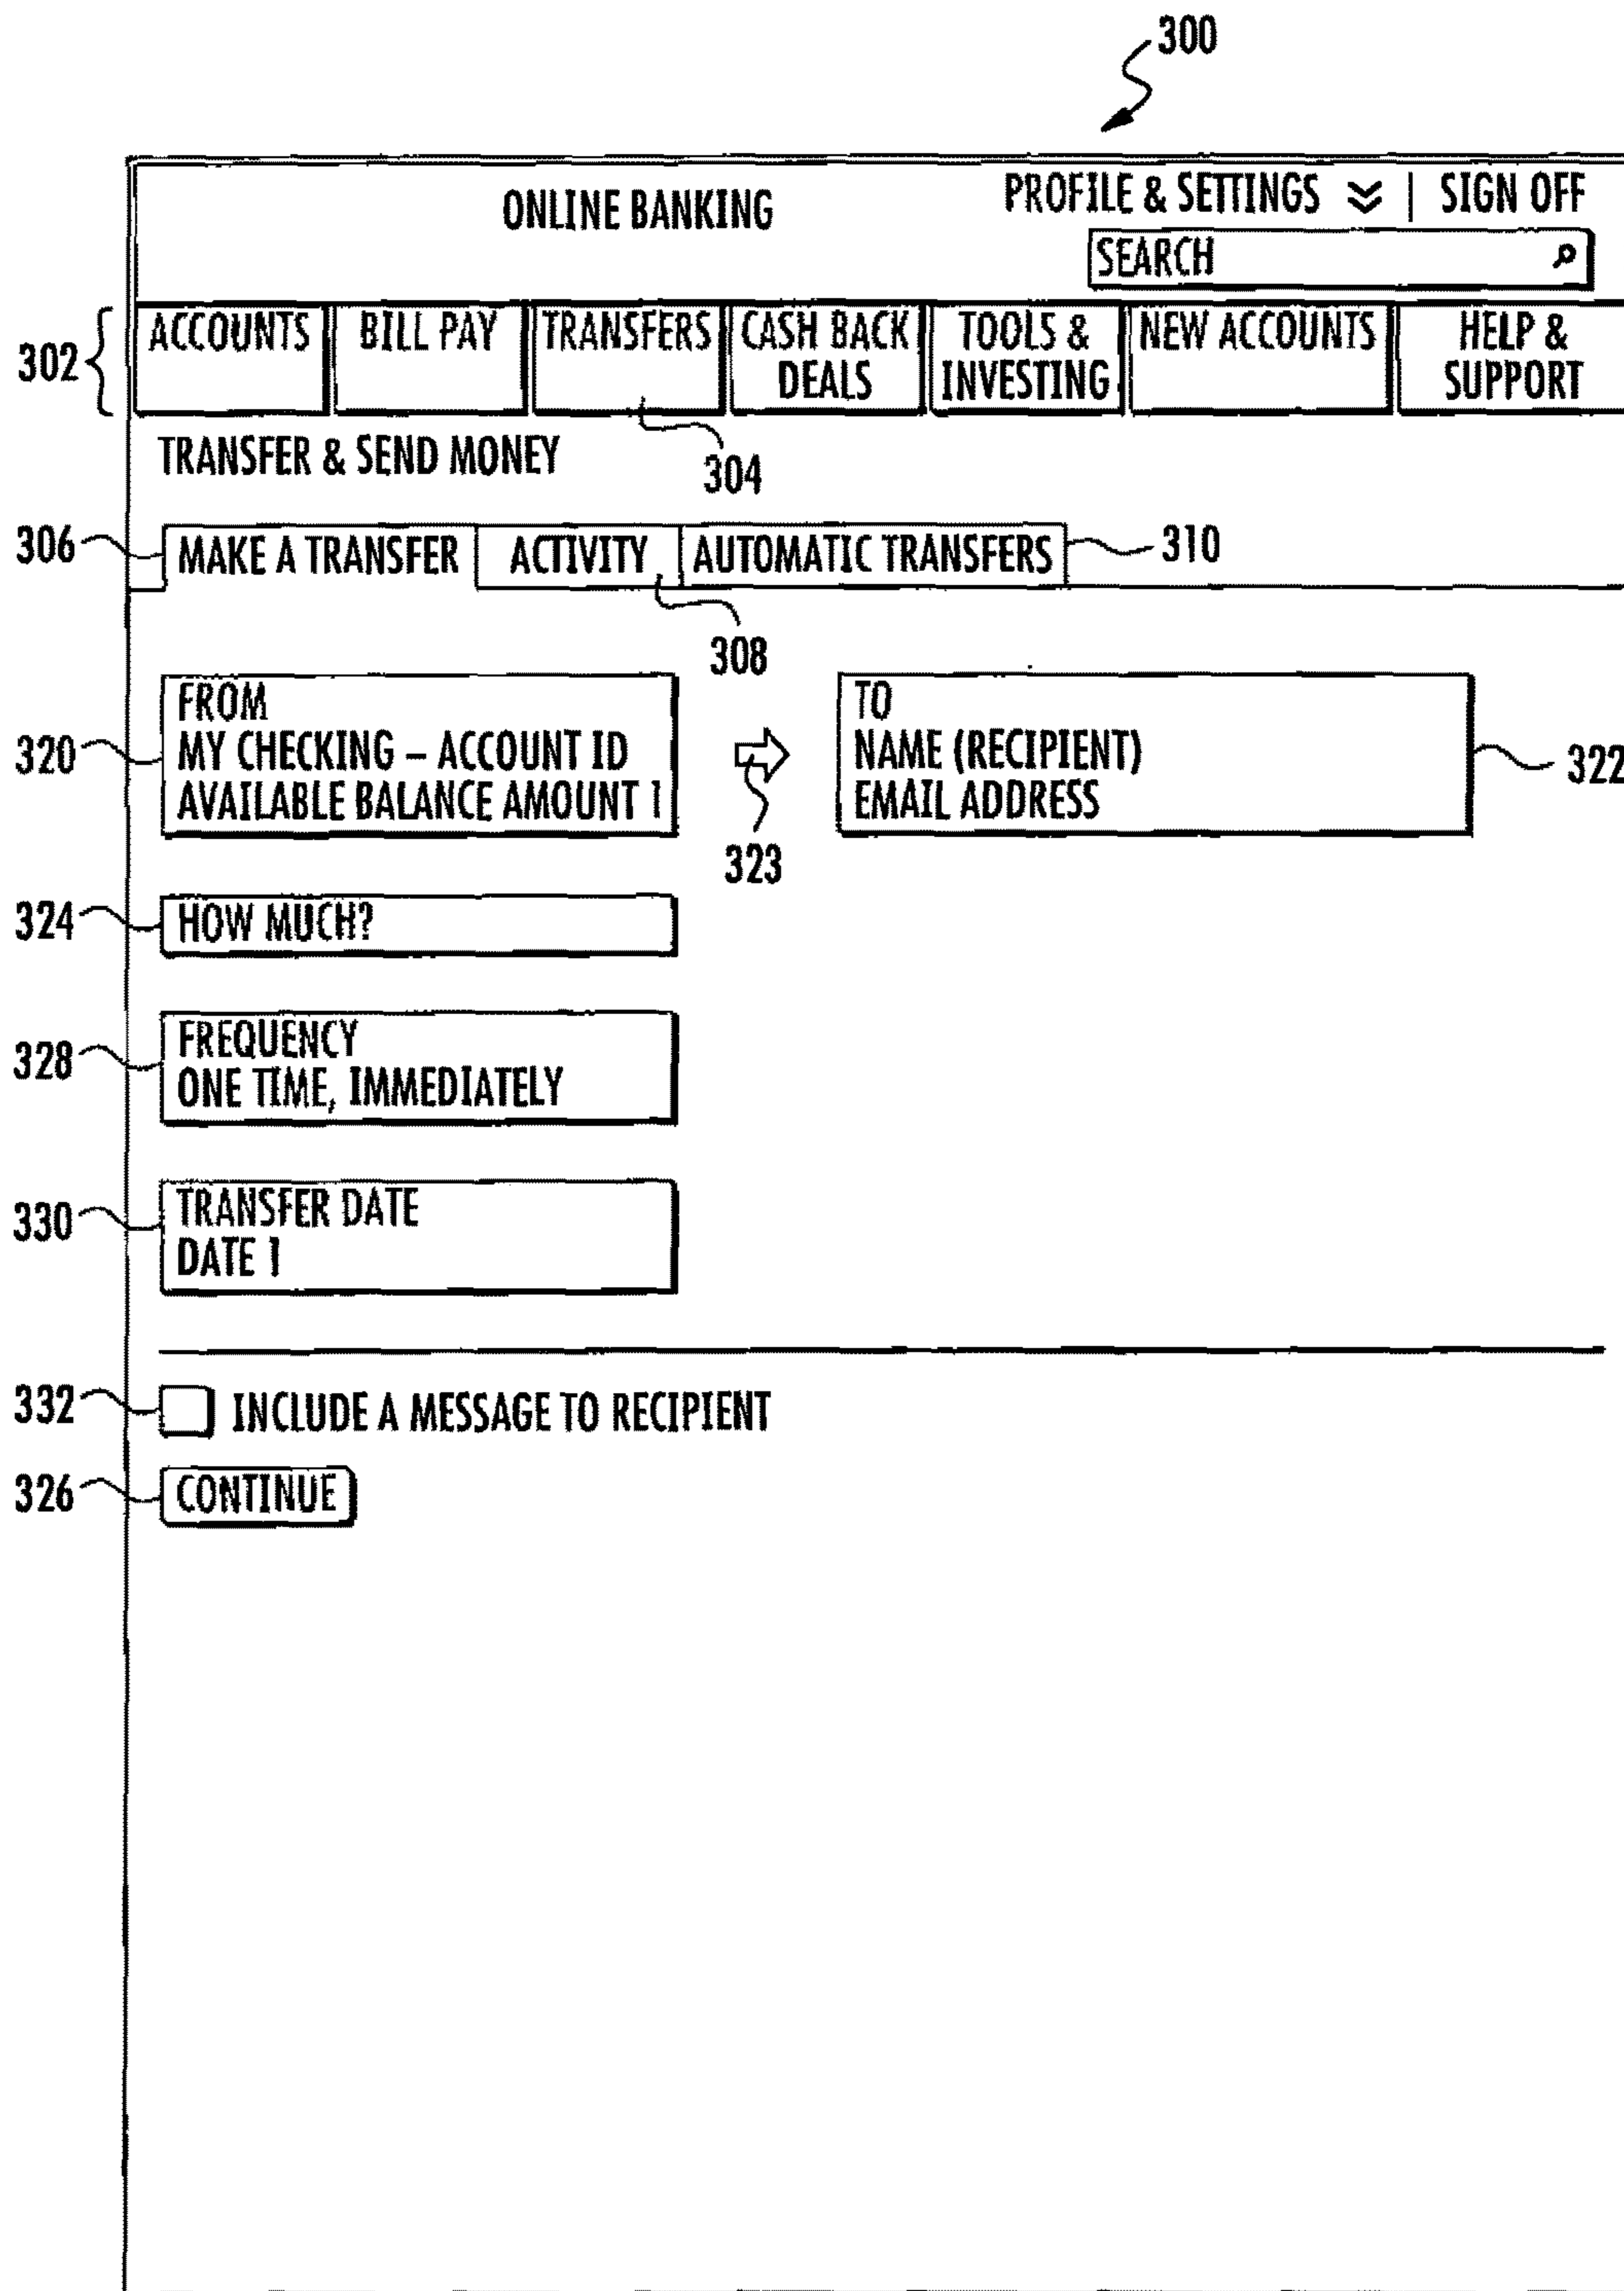 300
ONLINE BANKING
PROFILE & SETTINGS | SIGN OFF
SEARCH
302
ACCOUNTS
BILL PAY
TRANSFERS
CASH BACK
DEALS
TOOLS &
INVESTING
NEW ACCOUNTS
HELP &
SUPPORT
304
TRANSFER & SEND MONEY
306
MAKE A TRANSFER
ACTIVITY
AUTOMATIC TRANSFERS
310
308
320
FROM
MY CHECKING – ACCOUNT ID
AVAILABLE BALANCE AMOUNT 1
323
TO
NAME (RECIPIENT)
EMAIL ADDRESS
322
324
HOW MUCH?
328
FREQUENCY
ONE TIME, IMMEDIATELY
330
TRANSFER DATE
DATE 1
332
INCLUDE A MESSAGE TO RECIPIENT
326
CONTINUE